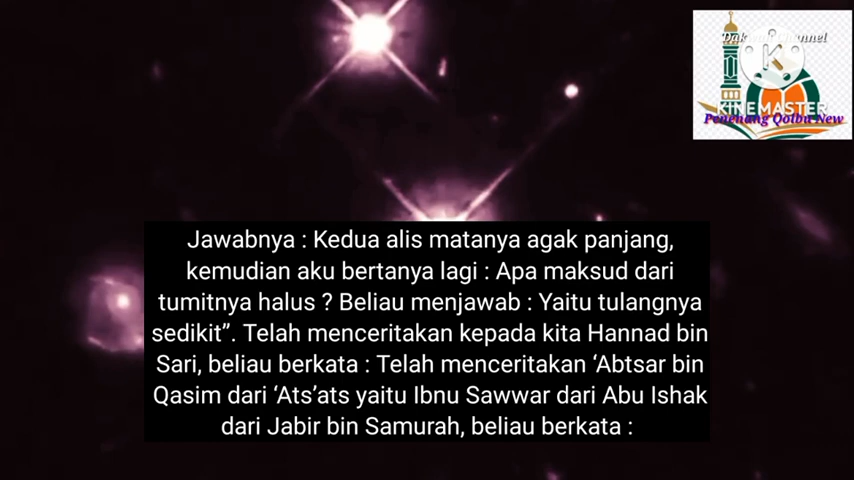 Dakwah Channel
KINEMASTER
Penenang Qolbu New
Jawabnya : Kedua alis matanya agak panjang,
kemudian aku bertanya lagi : Apa maksud dari
tumitnya halus ? Beliau menjawab : Yaitu tulangnya
sedikit”. Telah menceritakan kepada kita Hannad bin
Sari, beliau berkata : Telah menceritakan ‘Abtsar bin
Qasim dari ‘Ats’ats yaitu Ibnu Sawwar dari Abu Ishak
dari Jabir bin Samurah, beliau berkata :